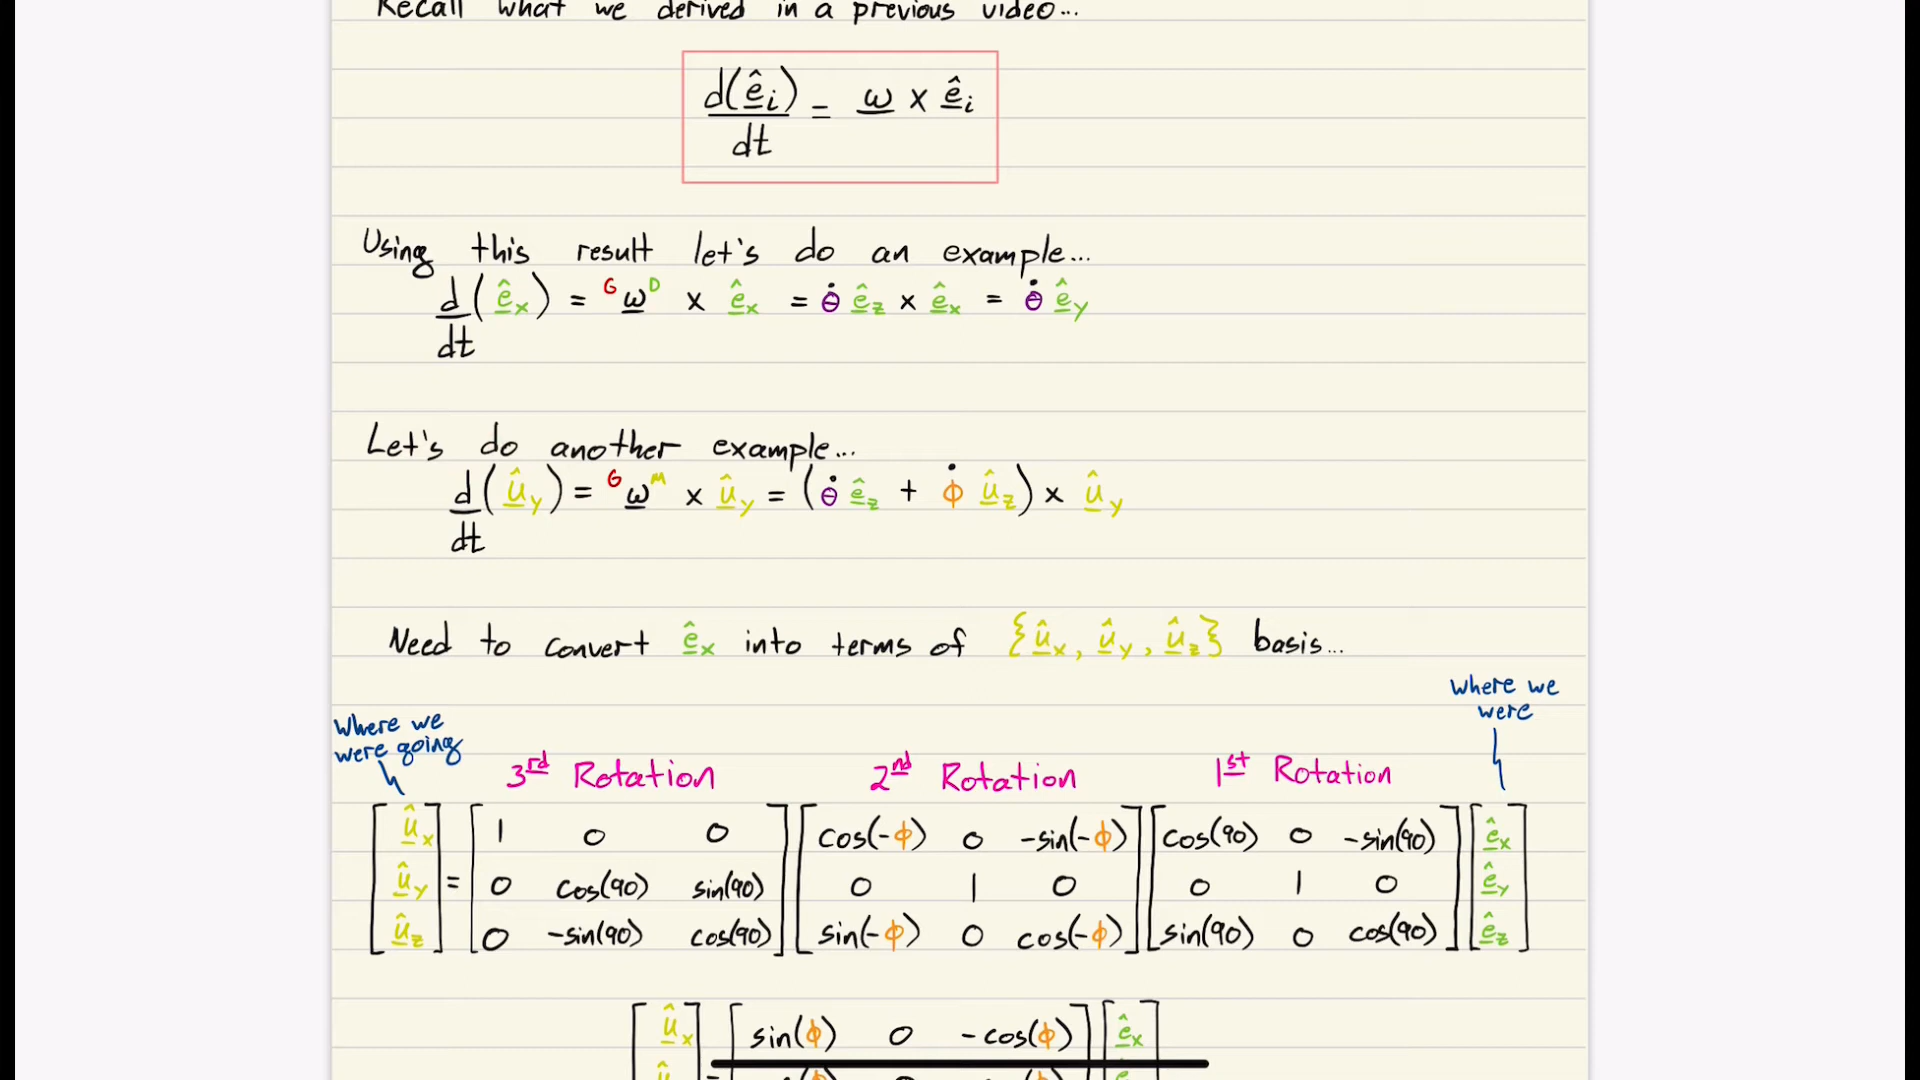 Recall what we derived in a previous video...
d(ê_i)/dt = ω × ê_i
Using this result let's do an example...
d/dt (ê_x) = ᴳω^D × ê_x = θ̇ ê_z × ê_x = θ̇ ê_y
Let's do another example...
d/dt (û_y) = ᴳω^M × û_y = (θ̇ ê_z + φ̇ û_z) × û_y
Need to convert ê_x into terms of {û_x, û_y, û_z} basis...
where we were
where we were going
3rd Rotation 2nd Rotation 1st Rotation
[û_x] [1 0 0] [cos(-φ) 0 -sin(-φ)] [cos(90) 0 -sin(90)] [ê_x]
[û_y] = [0 cos(90) sin(90)] [0 1 0] [0 1 0] [ê_y]
[û_z] [0 -sin(90) cos(90)] [sin(-φ) 0 cos(-φ)] [sin(90) 0 cos(90)] [ê_z]
[û_x] [sin(φ) 0 -cos(φ)] [ê_x]